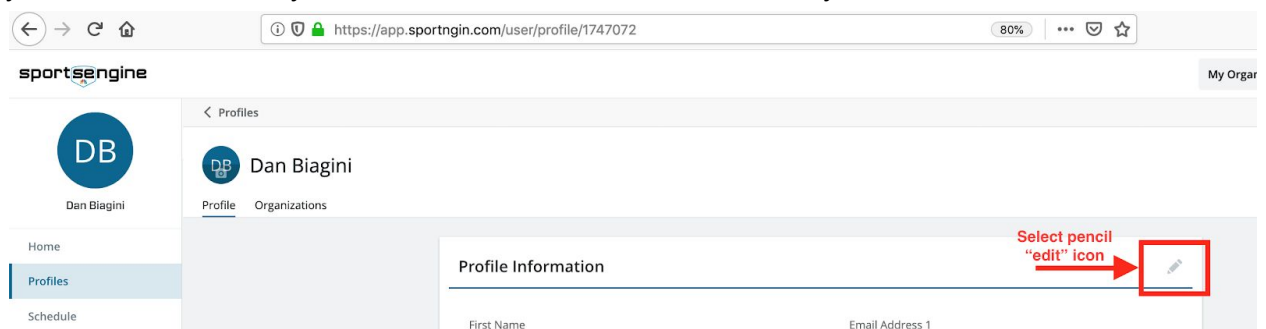 https://app.sportngin.com/user/profile/1747072
80%
sportsengine
My Organ
Profiles
DB
DB
Dan Biagini
Dan Biagini
Profile Organizations
Home
Profiles
Schedule
Select pencil
“edit” icon
Profile Information
First Name
Email Address 1